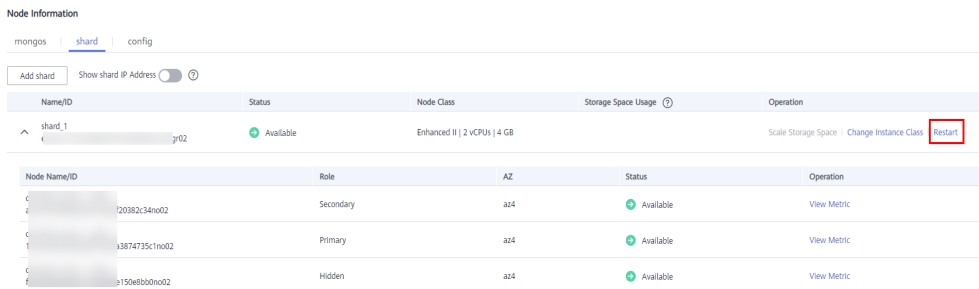 Node Information
mongos shard config
Add shard Show shard IP Address ?
Name/ID Status Node Class Storage Space Usage ? Operation
shard_1
gr02
Available Enhanced II | 2 vCPUs | 4 GB Scale Storage Space | Change Instance Class | Restart
Node Name/ID Role AZ Status Operation
f20382c34no02 Secondary az4 Available View Metric
a3874735c1no02 Primary az4 Available View Metric
e150e8bb0no02 Hidden az4 Available View Metric